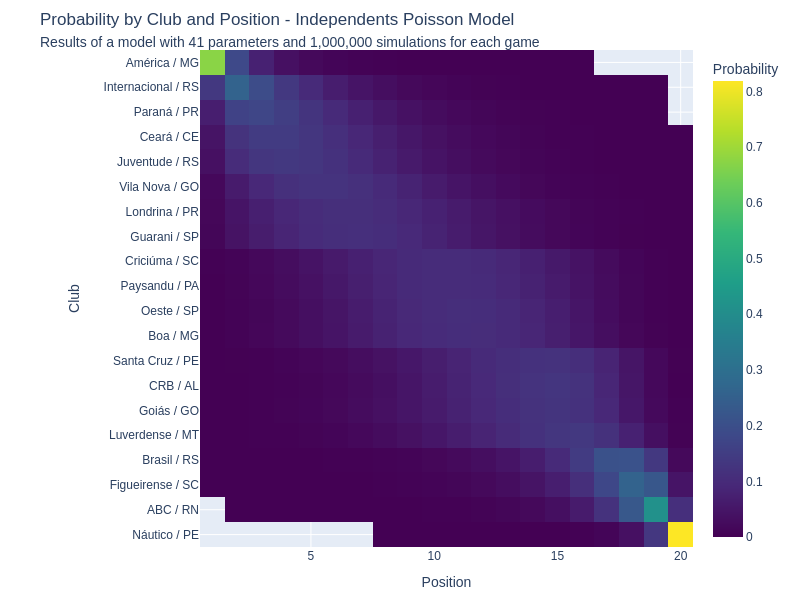 Probability by Club and Position - Independents Poisson Model
Results of a model with 41 parameters and 1,000,000 simulations for each game
Probability
Club
América / MG
Internacional / RS
Paraná / PR
Ceará / CE
Juventude / RS
Vila Nova / GO
Londrina / PR
Guarani / SP
Criciúma / SC
Paysandu / PA
Oeste / SP
Boa / MG
Santa Cruz / PE
CRB / AL
Goiás / GO
Luverdense / MT
Brasil / RS
Figueirense / SC
ABC / RN
Náutico / PE
0.8
0.7
0.6
0.5
0.4
0.3
0.2
0.1
0
5 10 15 20
Position